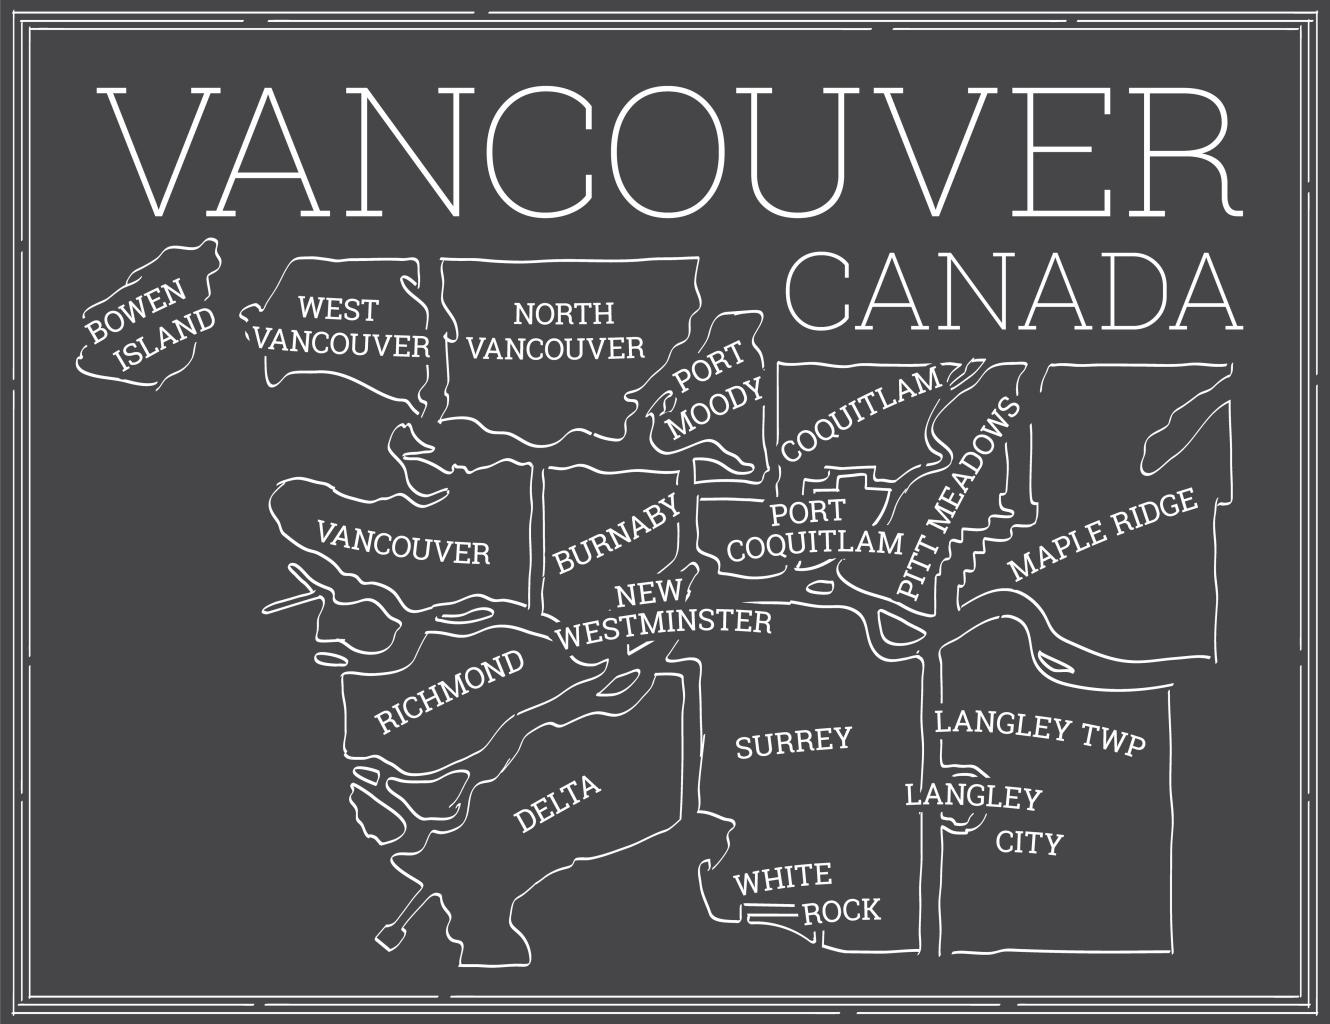 VANCOUVER
CANADA
BOWEN
ISLAND
WEST
VANCOUVER
NORTH
VANCOUVER
PORT
MOODY
COQUITLAM
PITT MEADOWS
MAPLE RIDGE
VANCOUVER
BURNABY
PORT
COQUITLAM
NEW
WESTMINSTER
RICHMOND
DELTA
SURREY
LANGLEY TWP
LANGLEY
CITY
WHITE
ROCK